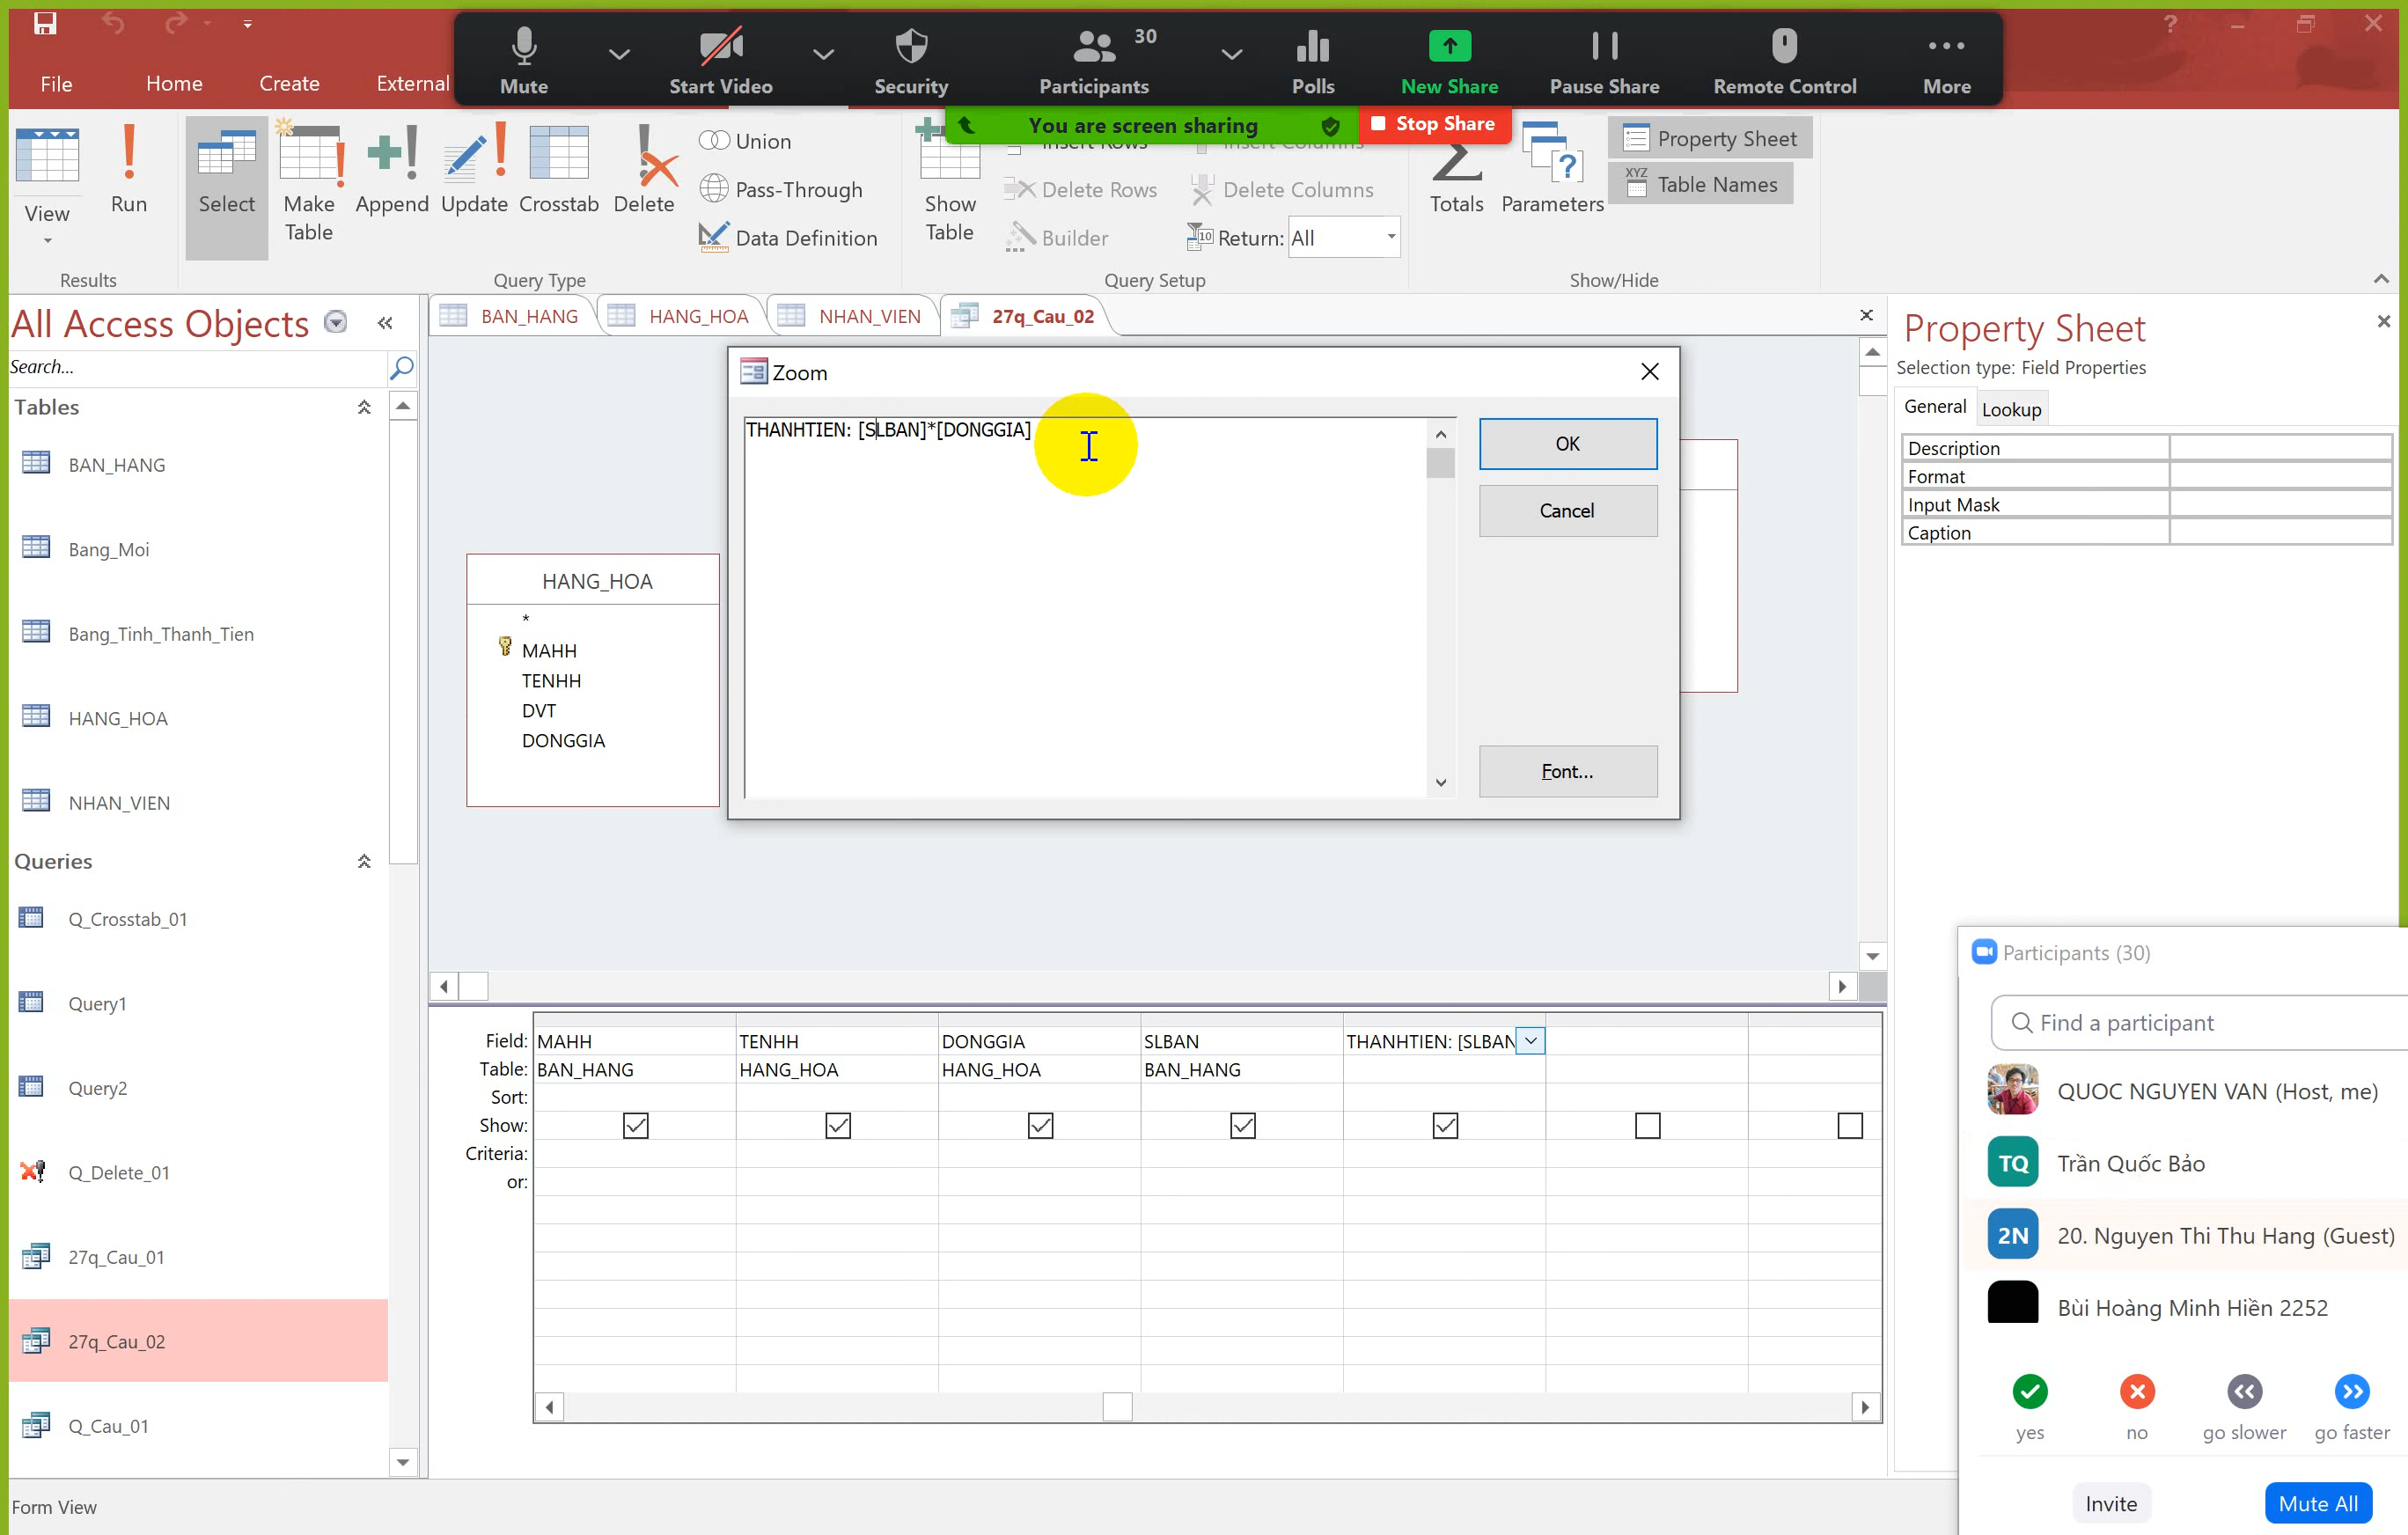 Mute
Start Video
Security
30
Participants
Polls
New Share
Pause Share
Remote Control
More
?
File
Home
Create
External
You are screen sharing
Stop Share
View
Run
Select
Make
Table
Append
Update
Crosstab
Delete
Union
Pass-Through
Data Definition
Show
Table
Insert Rows
Delete Rows
Builder
Insert Columns
Delete Columns
Return: All
Totals
Parameters
Property Sheet
XYZ
Table Names
Results
Query Type
Query Setup
Show/Hide
All Access Objects
Search...
Tables
BAN_HANG
Bang_Moi
Bang_Tinh_Thanh_Tien
HANG_HOA
NHAN_VIEN
Queries
Q_Crosstab_01
Query1
Query2
Q_Delete_01
27q_Cau_01
27q_Cau_02
Q_Cau_01
Form View
BAN_HANG
HANG_HOA
NHAN_VIEN
27q_Cau_02
Zoom
THANHTIEN: [SLBAN]*[DONGGIA]
OK
Cancel
Font...
HANG_HOA
*
MAHH
TENHH
DVT
DONGGIA
Field: MAHH TENHH DONGGIA SLBAN THANHTIEN: [SLBAN
Table: BAN_HANG HANG_HOA HANG_HOA BAN_HANG
Sort:
Show:
Criteria:
or:
Property Sheet
Selection type: Field Properties
General
Lookup
Description
Format
Input Mask
Caption
Participants (30)
Find a participant
QUOC NGUYEN VAN (Host, me)
TQ
Trần Quốc Bảo
2N
20. Nguyen Thi Thu Hang (Guest)
Bùi Hoàng Minh Hiền 2252
yes
no
go slower
go faster
Invite
Mute All